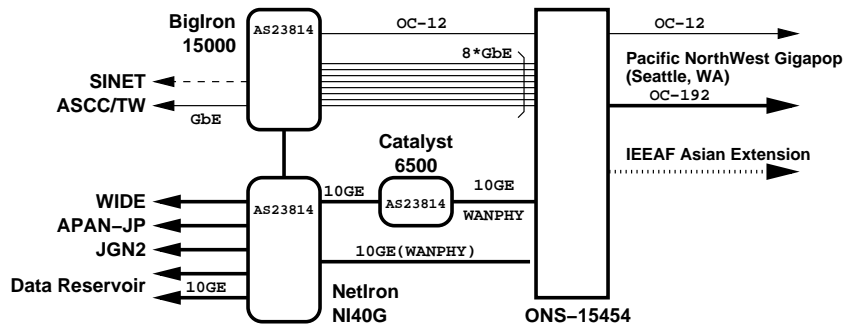 BigIron
15000
AS23814
OC-12
OC-12
8*GbE
Pacific NorthWest Gigapop
(Seattle, WA)
SINET
ASCC/TW
GbE
OC-192
Catalyst
6500
IEEAF Asian Extension
WIDE
APAN-JP
JGN2
Data Reservoir
10GE
AS23814
10GE
AS23814
10GE
WANPHY
10GE(WANPHY)
NetIron
NI40G
ONS-15454